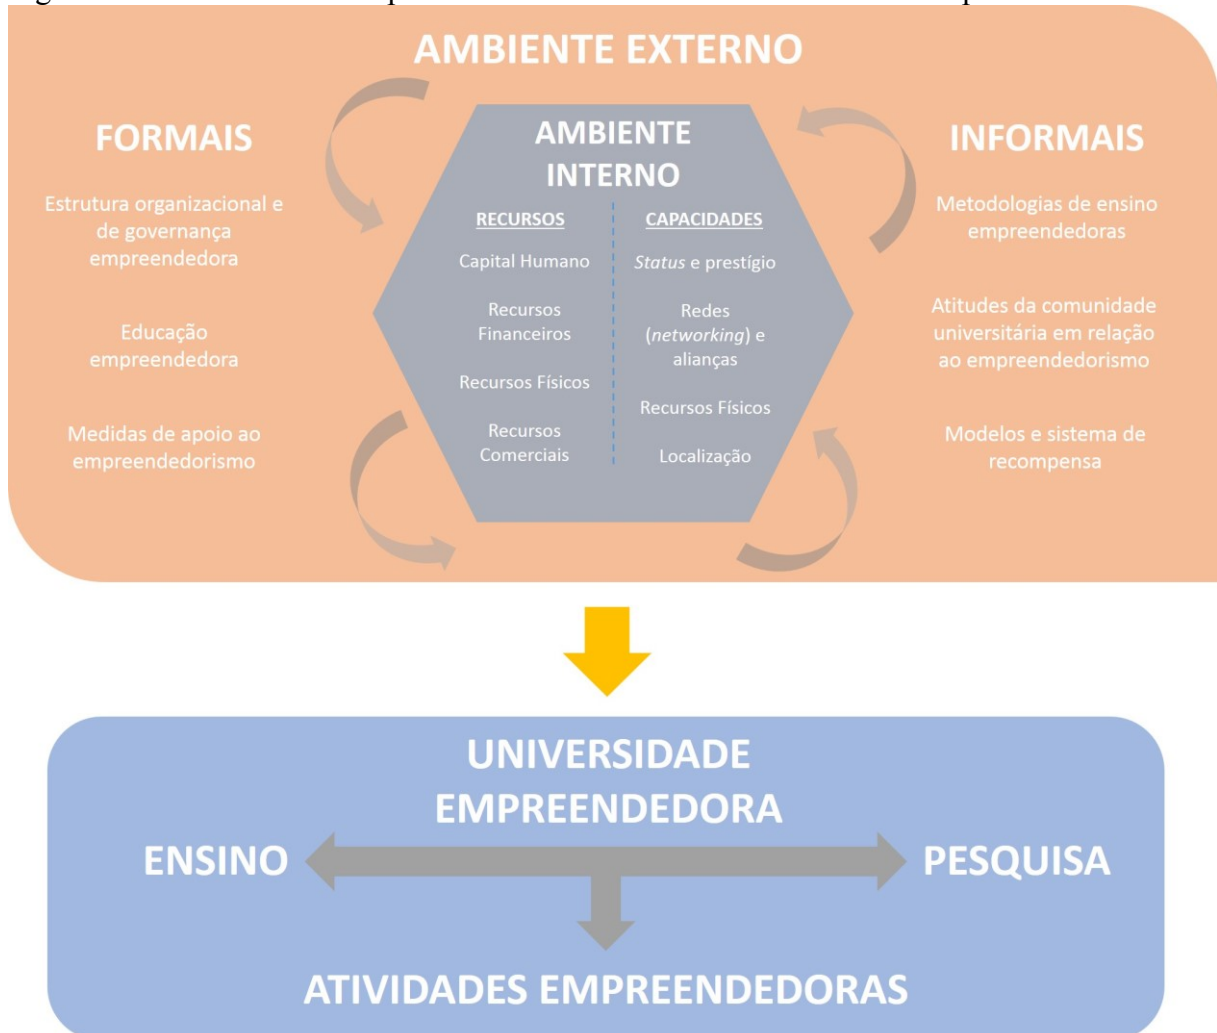 AMBIENTE EXTERNO
FORMAIS
Estrutura organizacional e
de governança
empreendedora
Educação
empreendedora
Medidas de apoio ao
empreendedorismo
AMBIENTE
INTERNO
RECURSOS
Capital Humano
Recursos
Financeiros
Recursos Físicos
Recursos
Comerciais
CAPACIDADES
Status e prestígio
Redes
(networking) e
alianças
Recursos Físicos
Localização
INFORMAIS
Metodologias de ensino
empreendedoras
Atitudes da comunidade
universitária em relação
ao empreendedorismo
Modelos e sistema de
recompensa
UNIVERSIDADE
EMPREENDEDORA
ENSINO
PESQUISA
ATIVIDADES EMPREENDEDORAS